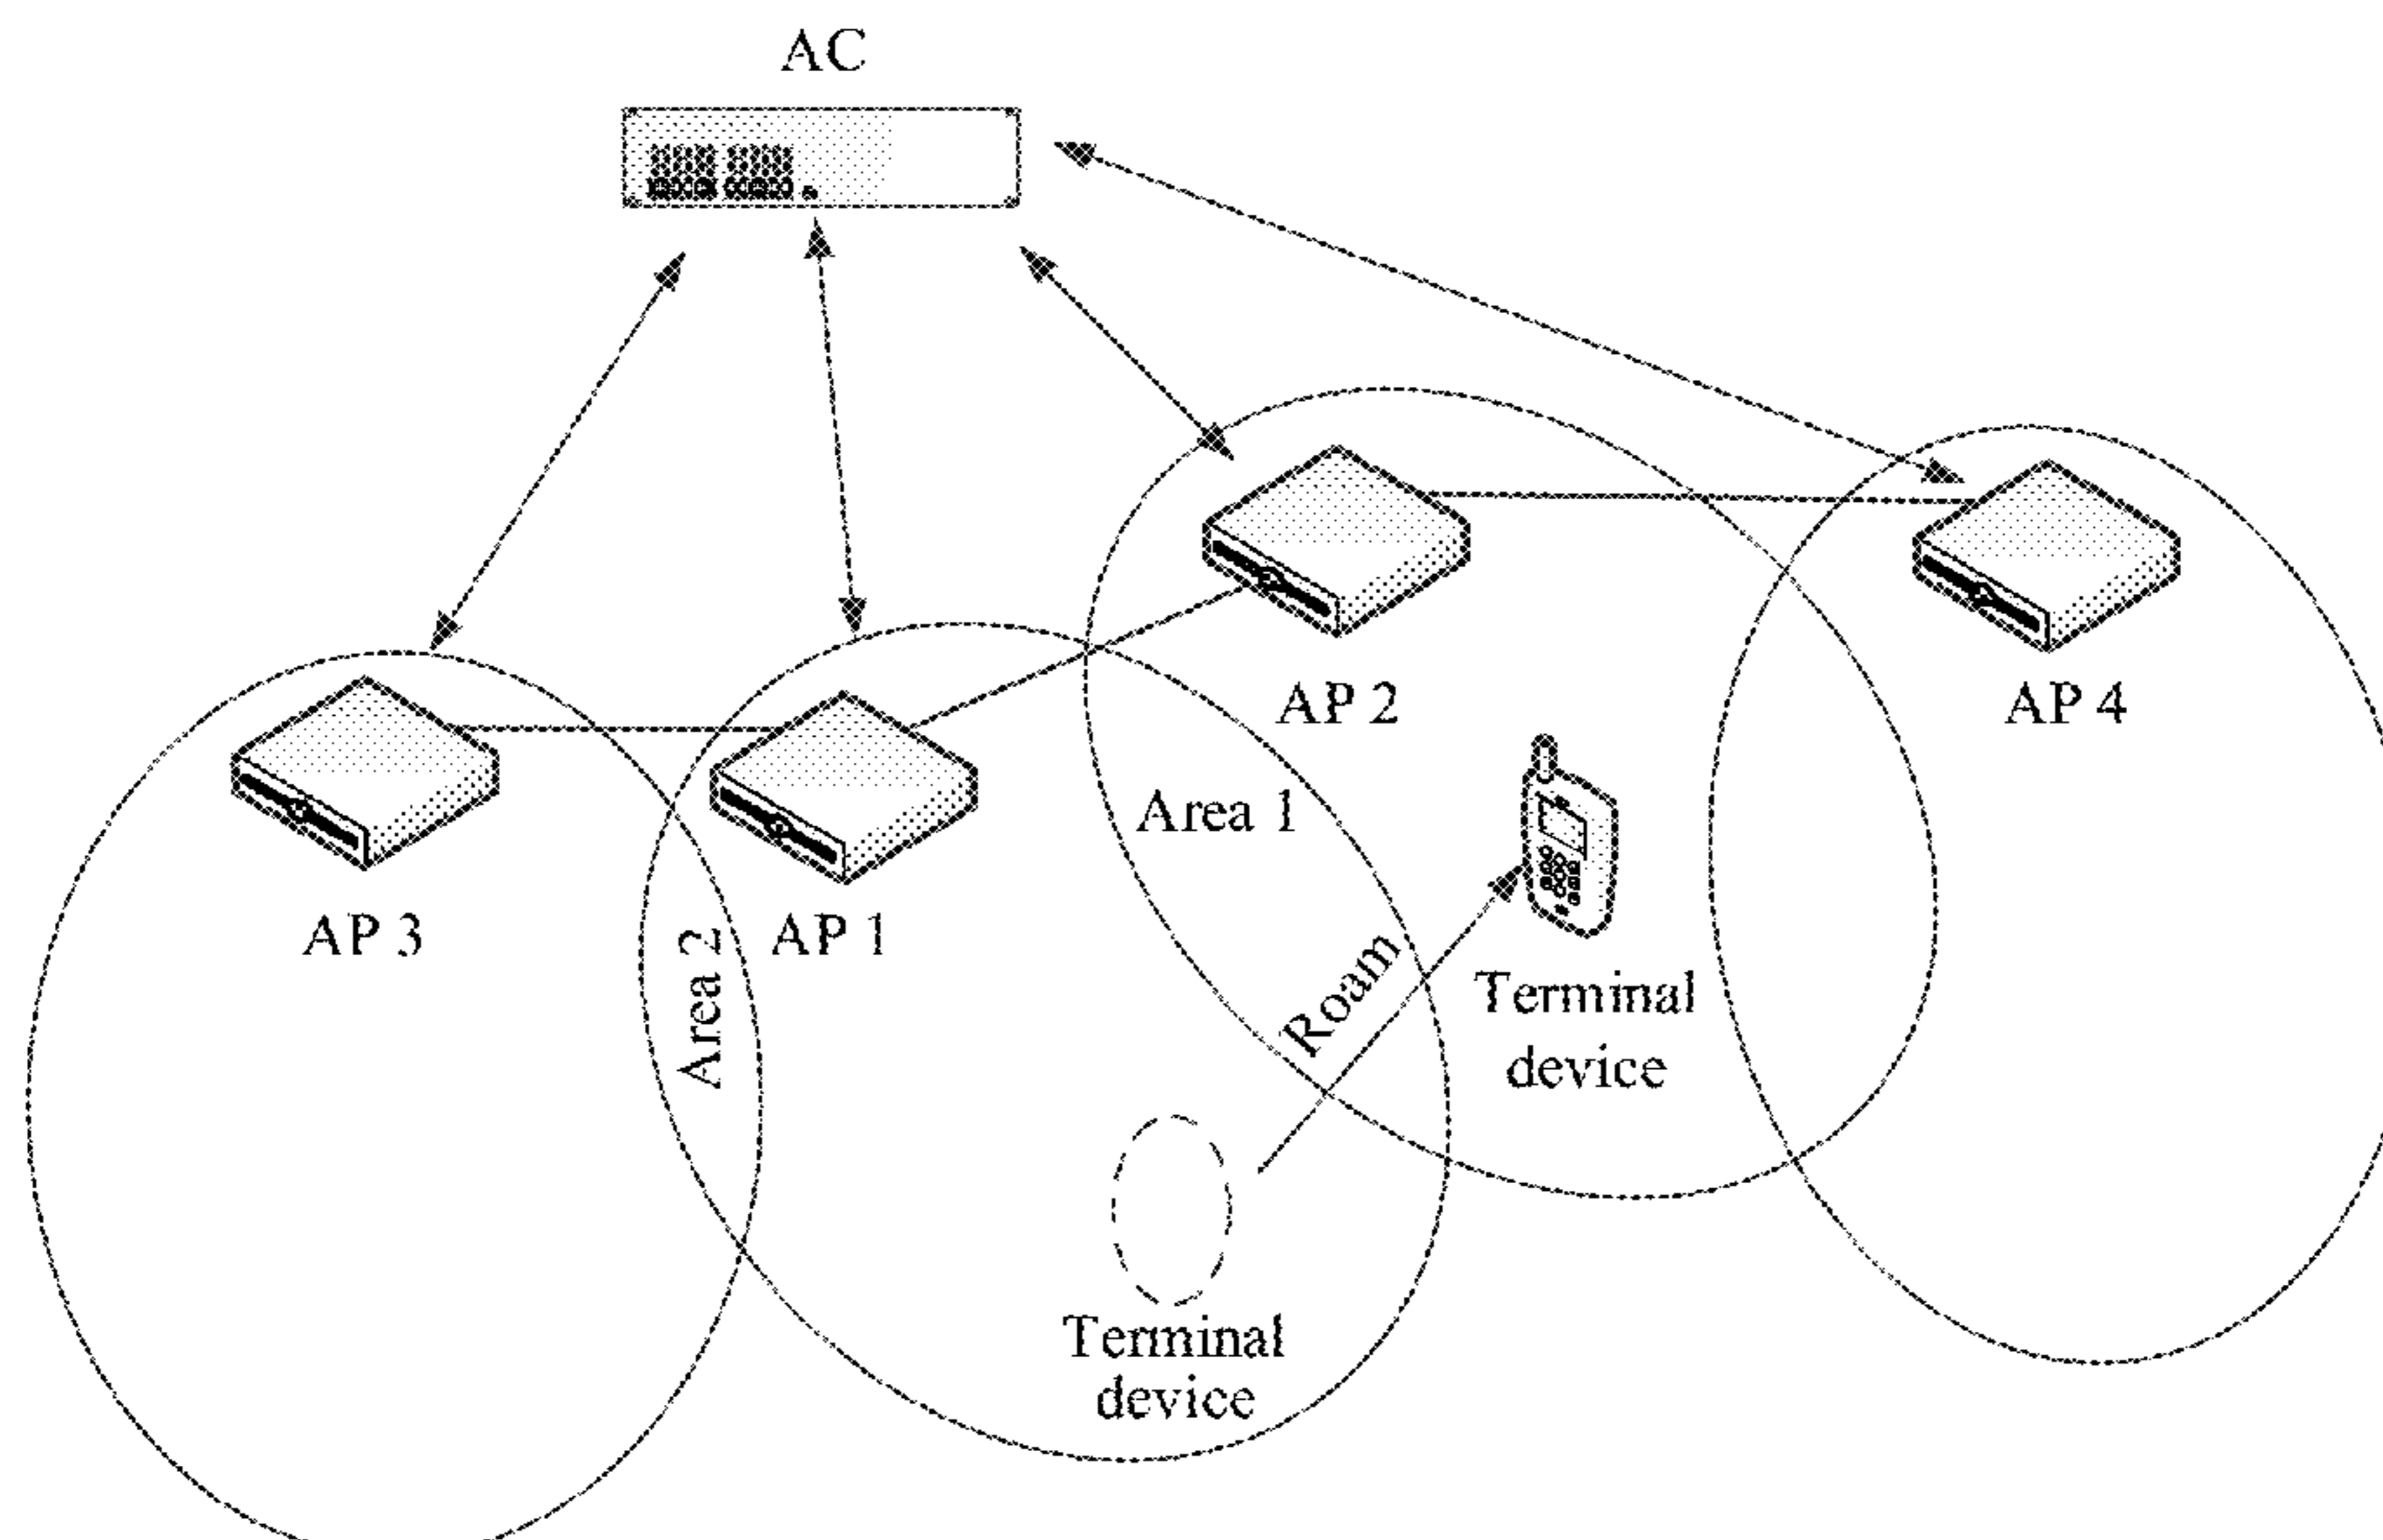 AC
AP 2
AP 4
Area 1
AP 3
AP 1
Area 2
Roam
Terminal
device
Terminal
device